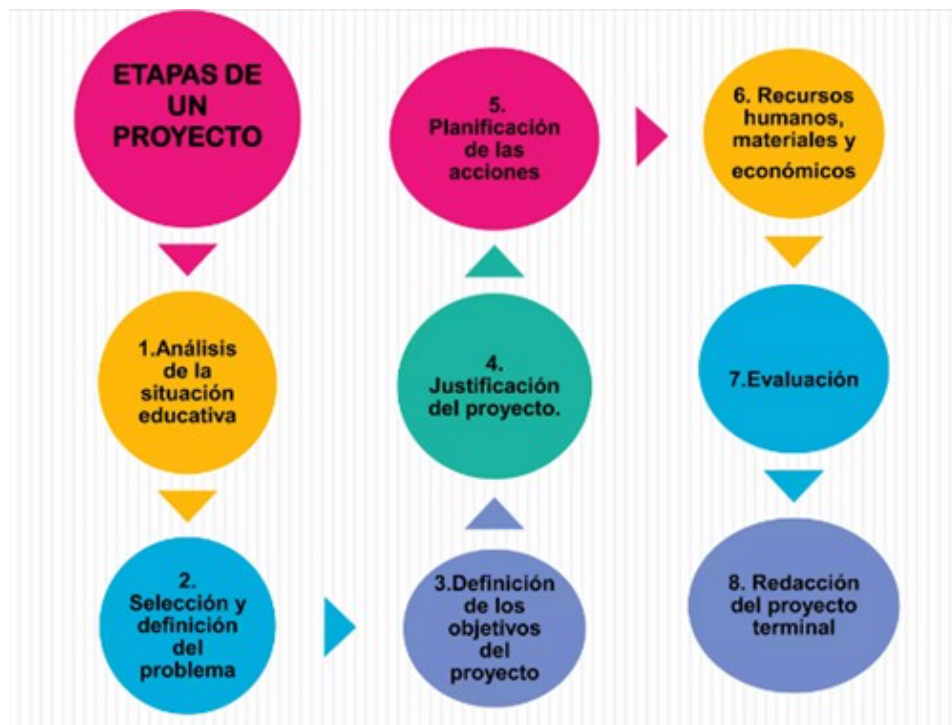 ETAPAS DE
UN
PROYECTO
1.Análisis
de la
situación
educativa
2.
Selección y
definición
del
problema
3.Definición
de los
objetivos
del
proyecto
4.
Justificación
del proyecto.
5.
Planificación
de las
acciones
6. Recursos
humanos,
materiales y
económicos
7.Evaluación
8. Redacción
del proyecto
terminal